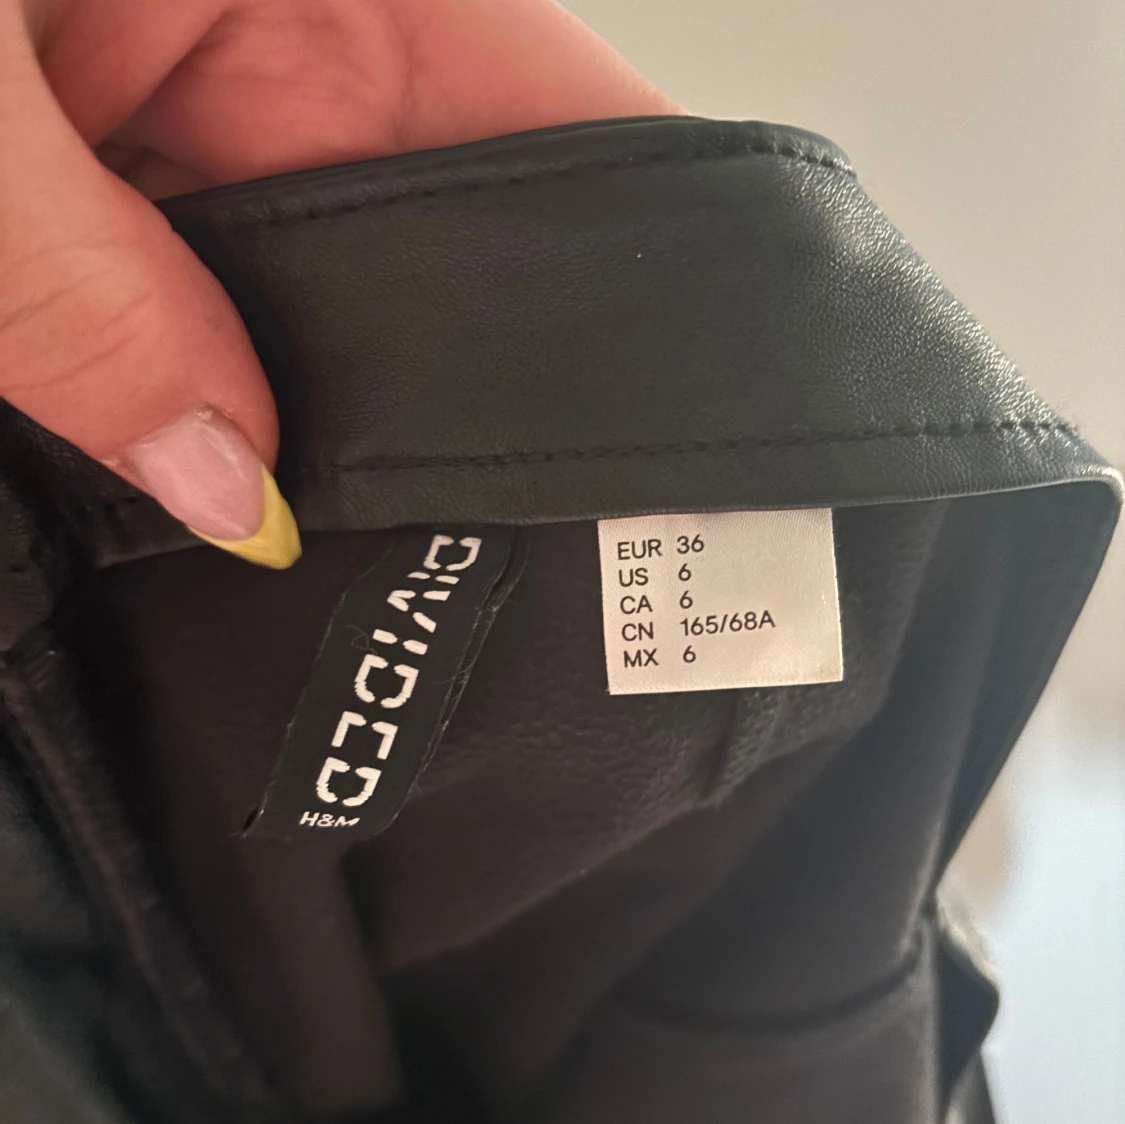 DIVIDED
H&M
EUR 36
US 6
CA 6
CN 165/68A
MX 6